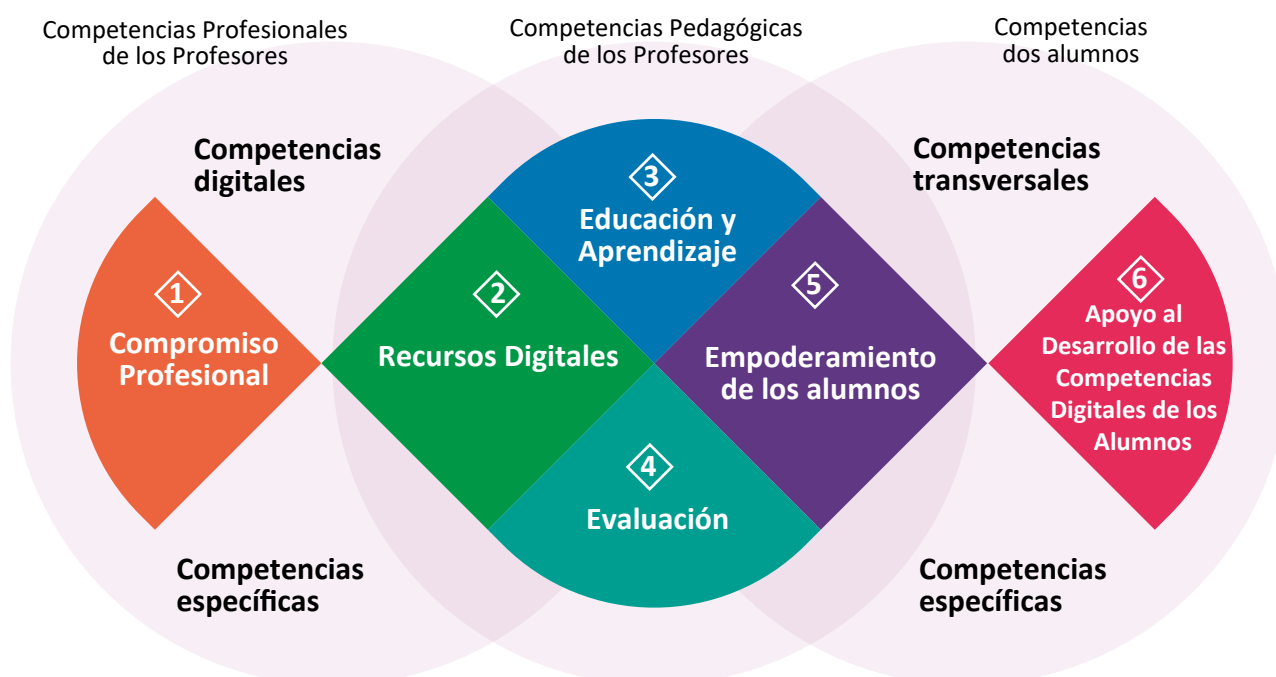 Competencias Profesionales
de los Profesores
Competencias Pedagógicas
de los Profesores
Competencias
dos alumnos
Competencias
digitales
Competencias
transversales
1
Compromiso
Profesional
2
Recursos Digitales
3
Educación y
Aprendizaje
4
Evaluación
5
Empoderamiento
de los alumnos
6
Apoyo al
Desarrollo de las
Competencias
Digitales de los
Alumnos
Competencias
específicas
Competencias
específicas